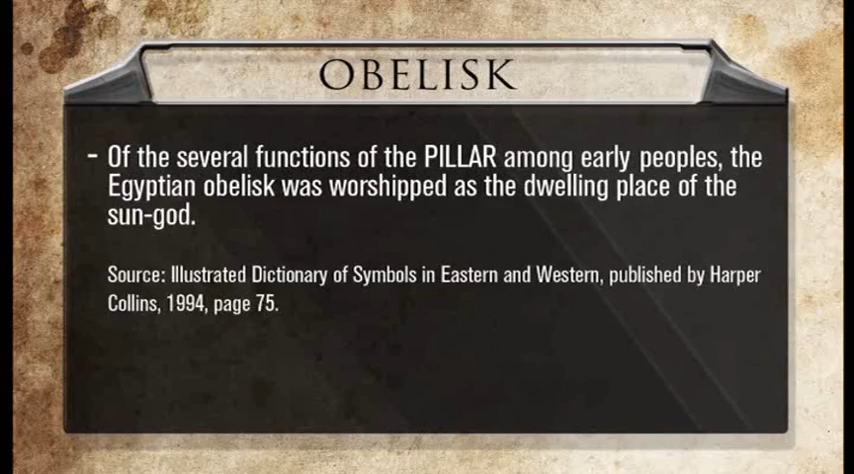 OBELISK
- Of the several functions of the PILLAR among early peoples, the
Egyptian obelisk was worshipped as the dwelling place of the
sun-god.
Source: Illustrated Dictionary of Symbols in Eastern and Western, published by Harper
Collins, 1994, page 75.